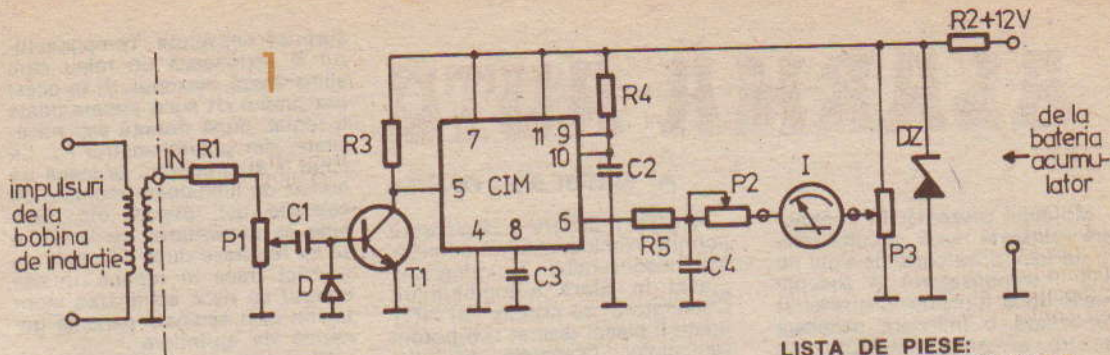 1
R2+12V
R4
R3
7
11
9
10
DZ
de la
bateria
acumu-
lator
IN
R1
5
CIM
C2
I
P2
impulsuri
de la
bobina
de inducție
P1
C1
6
R5
P3
4
8
D
T1
C3
C4
LISTA DE PIESE: